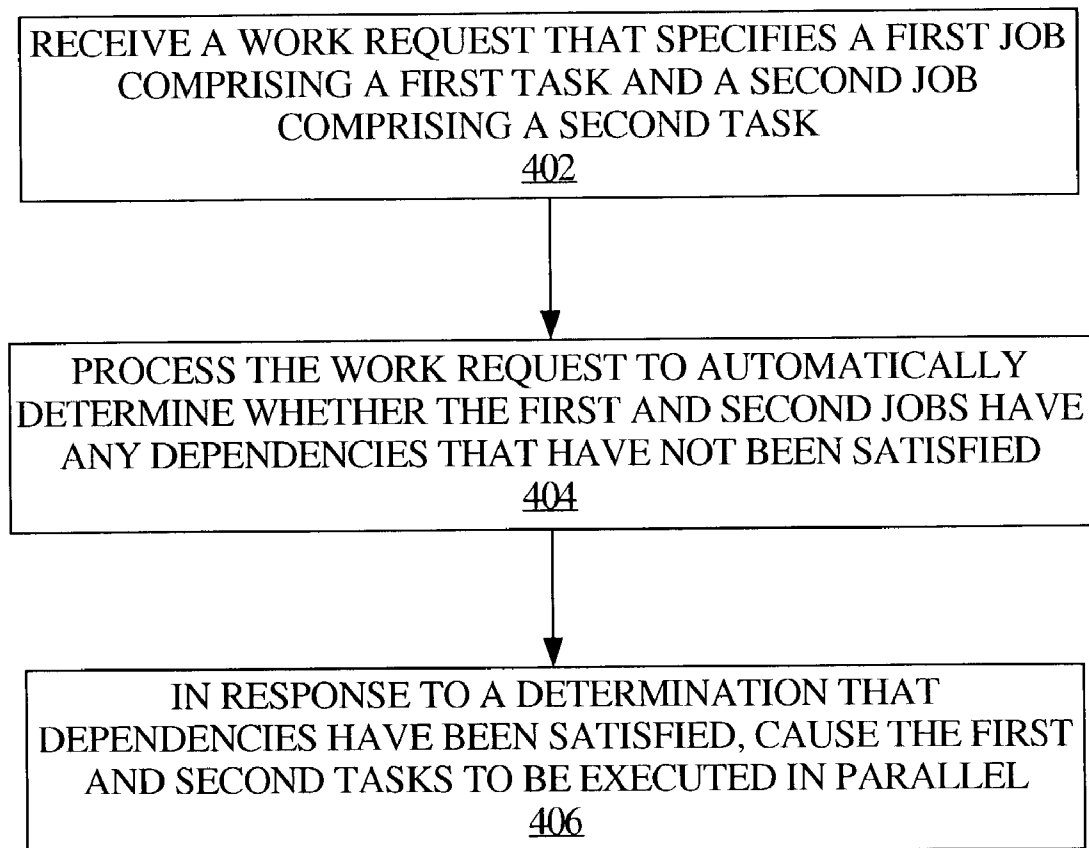 RECEIVE A WORK REQUEST THAT SPECIFIES A FIRST JOB
COMPRISING A FIRST TASK AND A SECOND JOB
COMPRISING A SECOND TASK
402
PROCESS THE WORK REQUEST TO AUTOMATICALLY
DETERMINE WHETHER THE FIRST AND SECOND JOBS HAVE
ANY DEPENDENCIES THAT HAVE NOT BEEN SATISFIED
404
IN RESPONSE TO A DETERMINATION THAT
DEPENDENCIES HAVE BEEN SATISFIED, CAUSE THE FIRST
AND SECOND TASKS TO BE EXECUTED IN PARALLEL
406